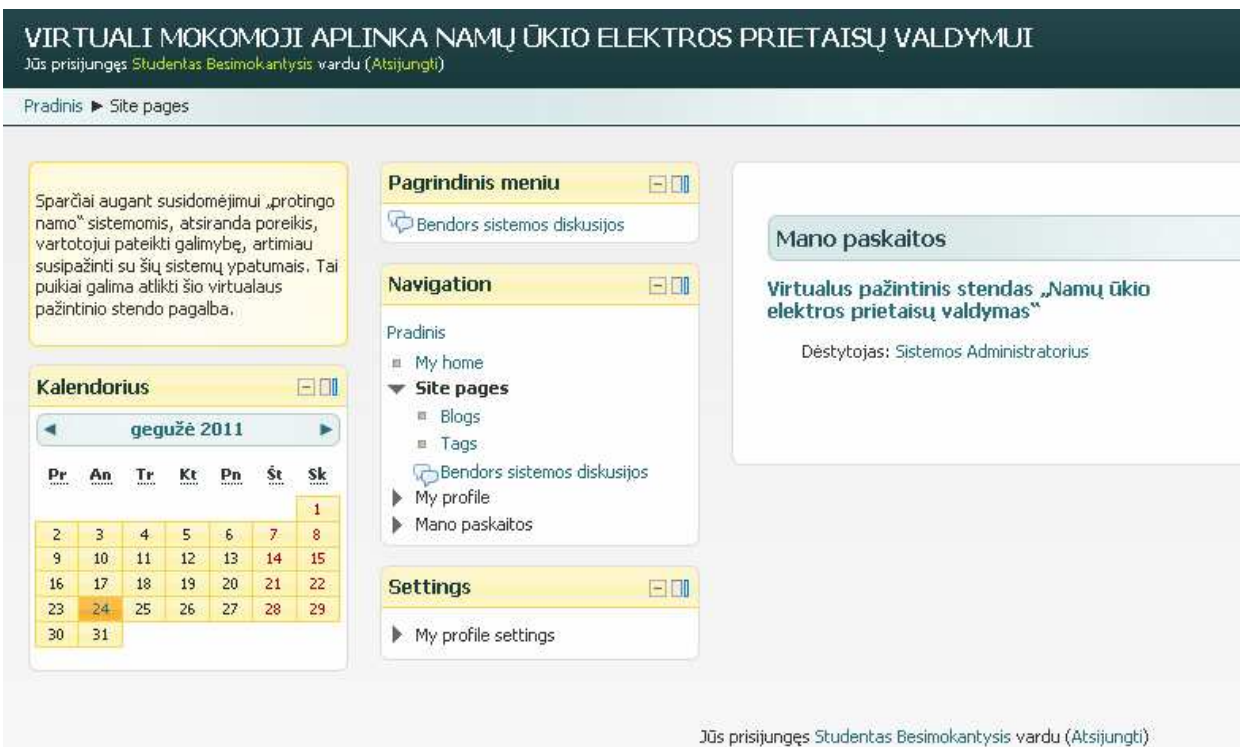 VIRTUALI MOKOMOJI APLINKA NAMŲ ŪKIO ELEKTROS PRIETAISŲ VALDYMUI
Jūs prisijungęs Studentas Besimokantysis vardu (Atsijungti)
Pradinis ► Site pages
Sparčiai augant susidomėjimui „protingo
namo“ sistemomis, atsiranda poreikis,
vartotojui pateikti galimybę, artimiau
susipažinti su šių sistemų ypatumais. Tai
puikiai galima atlikti šio virtualaus
pažintinio stendo pagalba.
Kalendorius
◄ gegužė 2011 ►
Pr An Tr Kt Pn Št Sk
1
2 3 4 5 6 7 8
9 10 11 12 13 14 15
16 17 18 19 20 21 22
23 24 25 26 27 28 29
30 31
Pagrindinis meniu
Bendors sistemos diskusijos
Navigation
Pradinis
My home
Site pages
Blogs
Tags
Bendors sistemos diskusijos
My profile
Mano paskaitos
Settings
My profile settings
Mano paskaitos
Virtualus pažintinis stendas „Namų ūkio
elektros prietaisų valdymas“
Dėstytojas: Sistemos Administratorius
Jūs prisijungęs Studentas Besimokantysis vardu (Atsijungti)